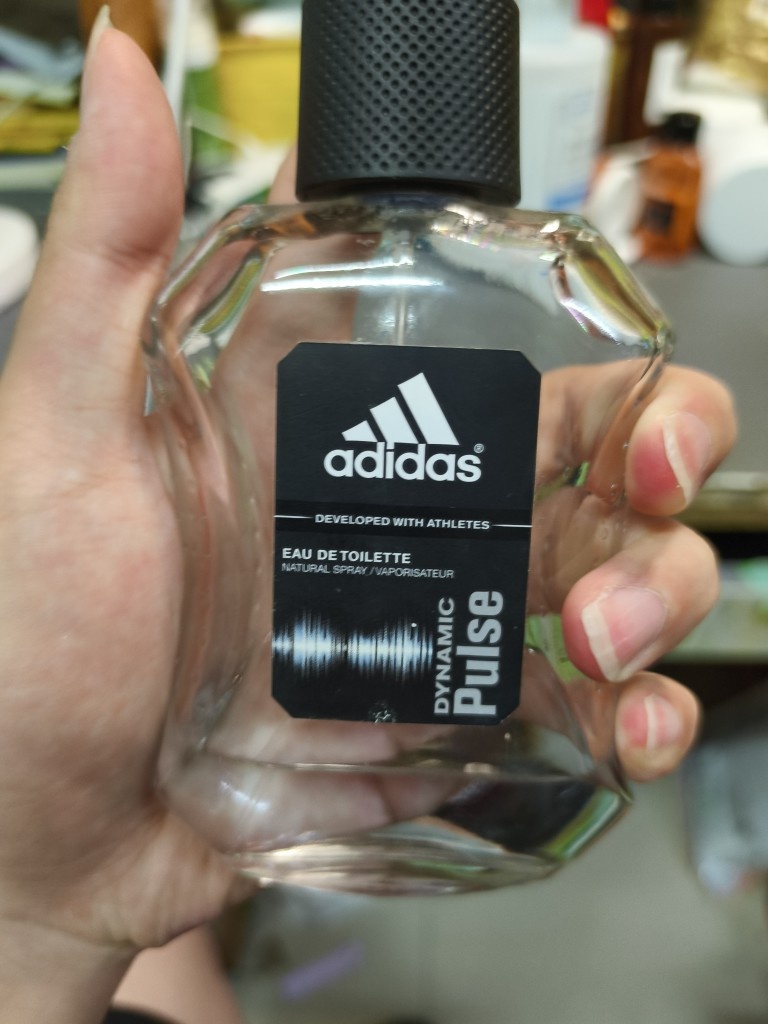 adidas®
DEVELOPED WITH ATHLETES
EAU DE TOILETTE
NATURAL SPRAY / VAPORISATEUR
DYNAMIC
Pulse